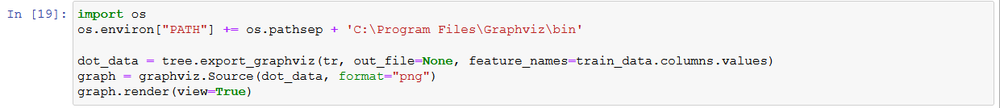 In [19]: import os
os.environ["PATH"] += os.pathsep + 'C:\Program Files\Graphviz\bin'
dot_data = tree.export_graphviz(tr, out_file=None, feature_names=train_data.columns.values)
graph = graphviz.Source(dot_data, format="png")
graph.render(view=True)